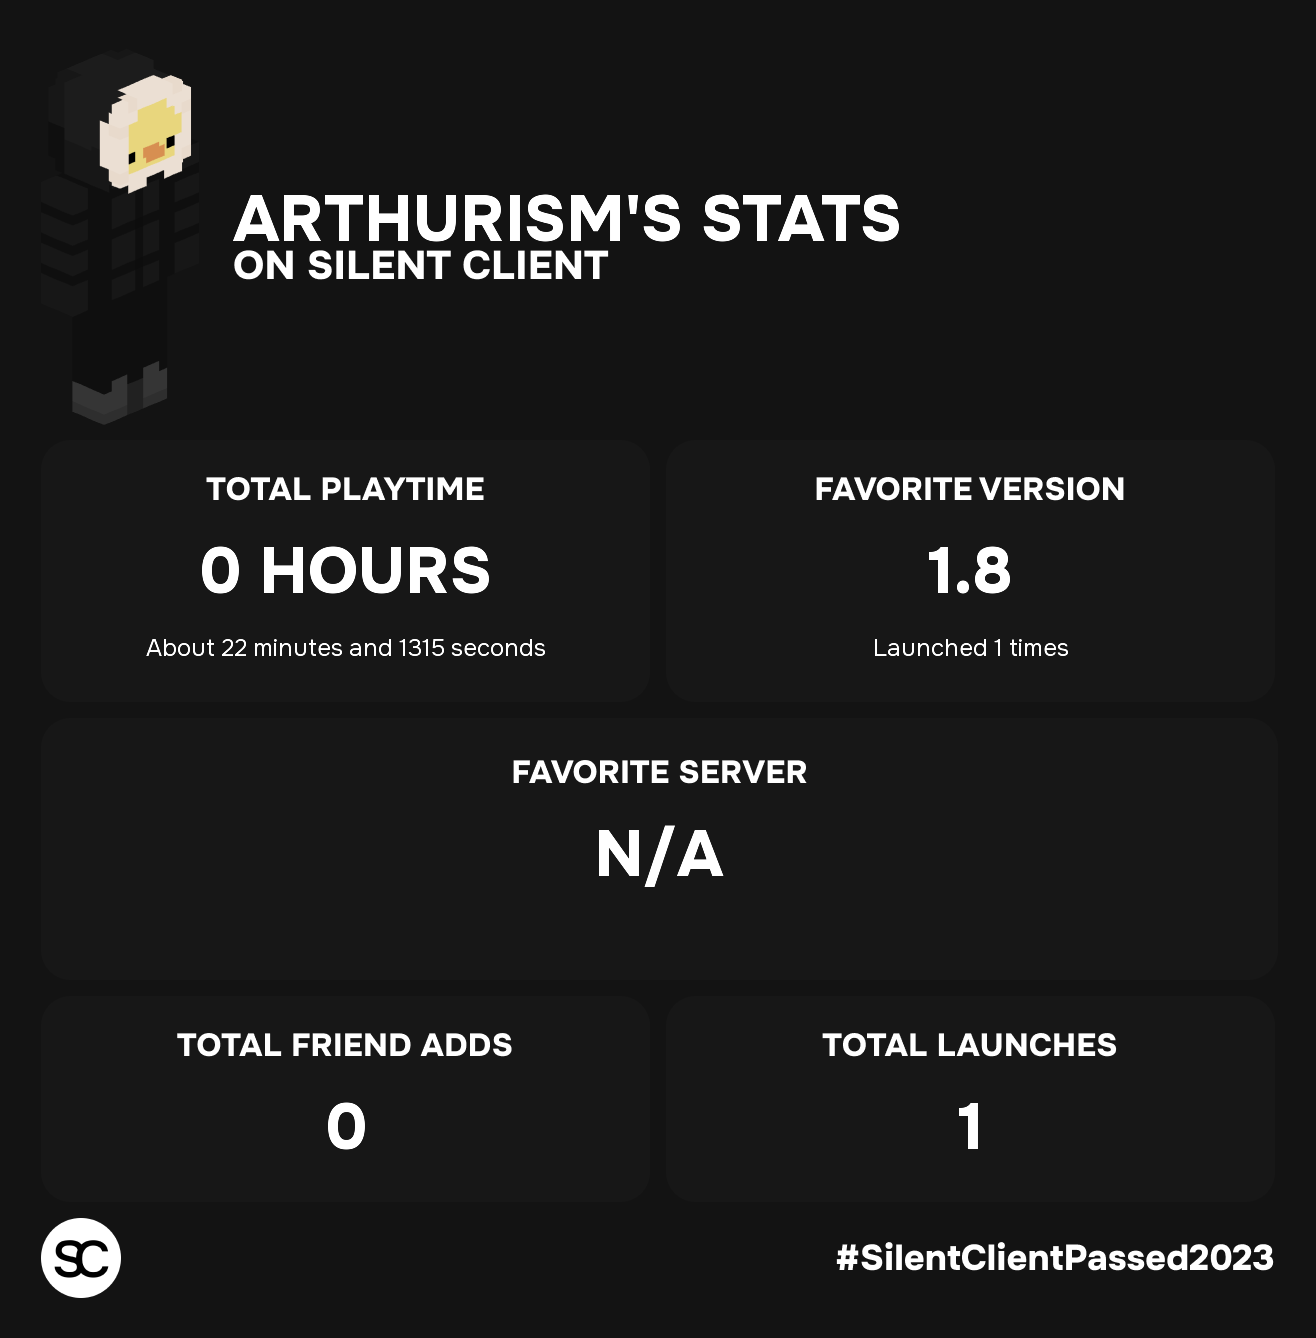 ARTHURISM'S STATS
ON SILENT CLIENT
TOTAL PLAYTIME
0 HOURS
About 22 minutes and 1315 seconds
FAVORITE VERSION
1.8
Launched 1 times
FAVORITE SERVER
N/A
TOTAL FRIEND ADDS
0
TOTAL LAUNCHES
1
SC
#SilentClientPassed2023